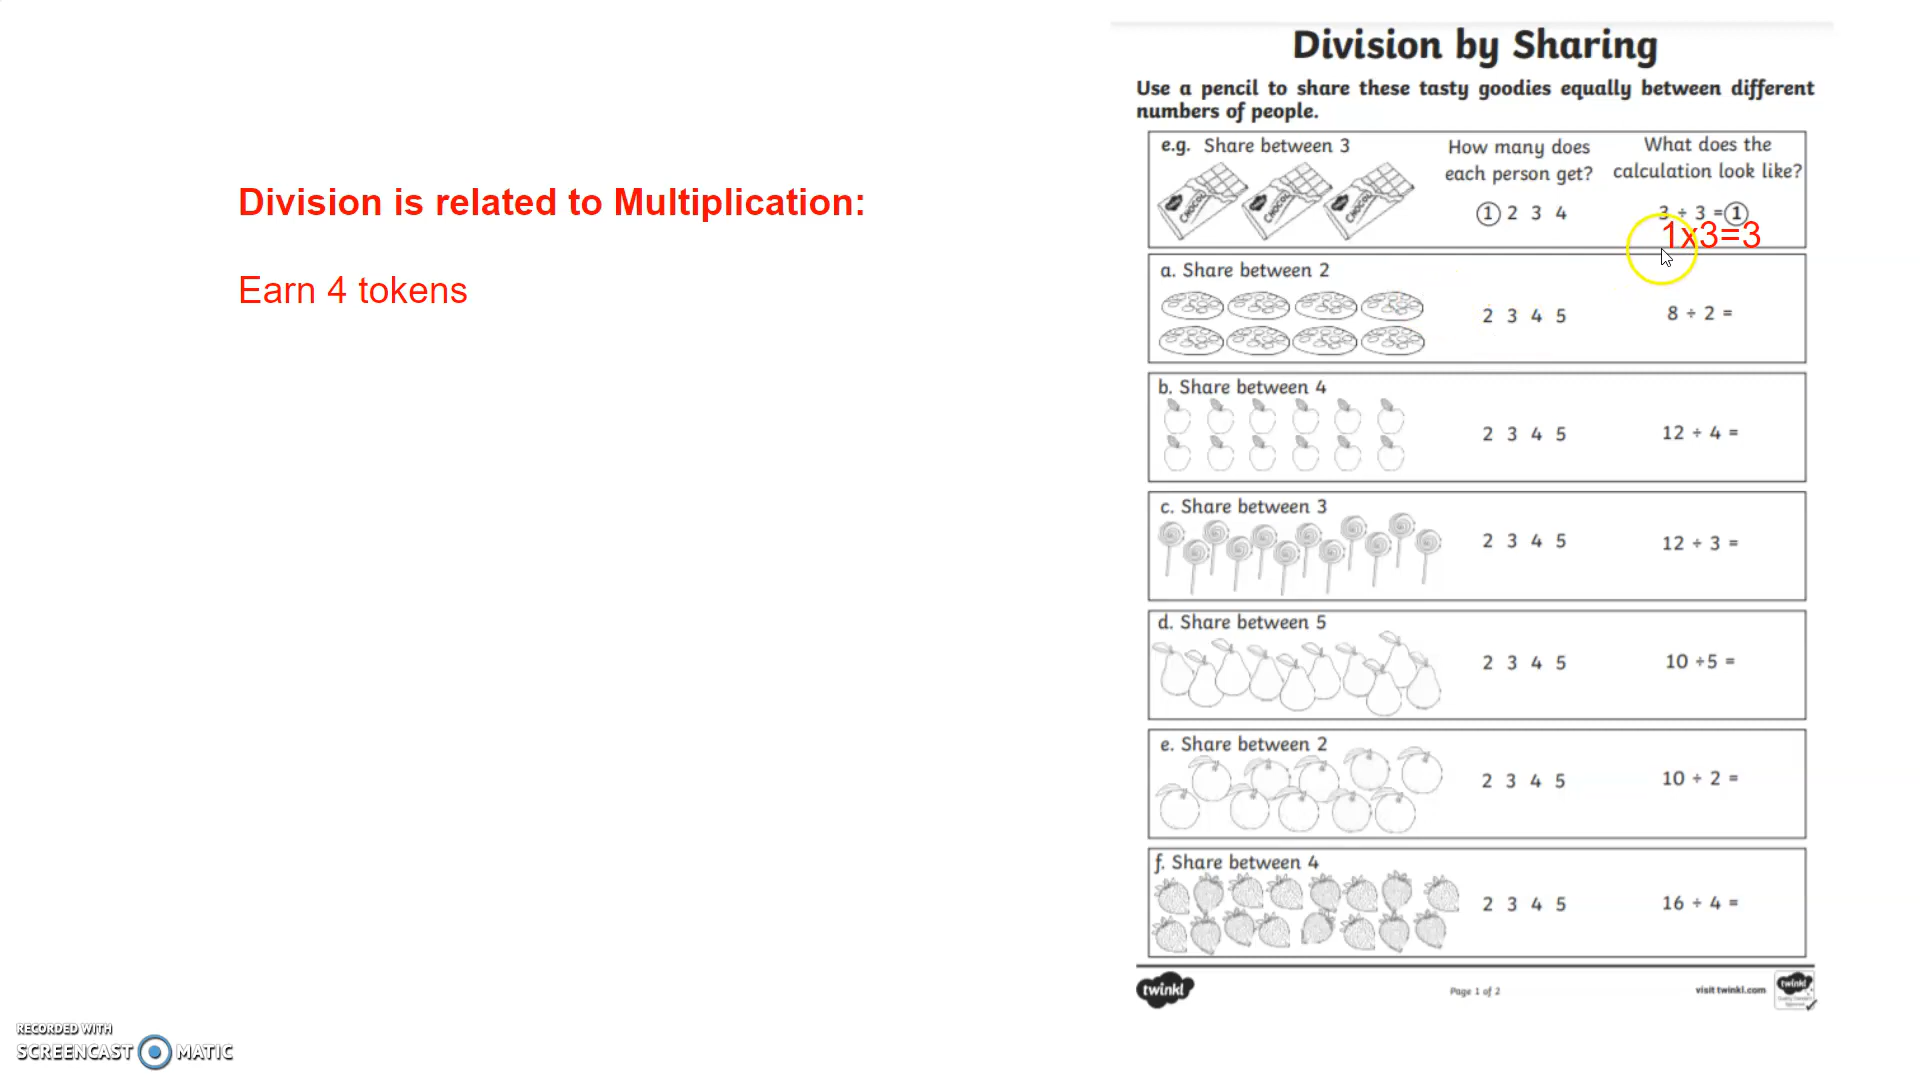 Division is related to Multiplication:
Earn 4 tokens
Division by Sharing
Use a pencil to share these tasty goodies equally between different
numbers of people.
e.g. Share between 3
How many does
each person get?
What does the
calculation look like?
1 2 3 4
3 ÷ 3 = 1
1x3=3
a. Share between 2
2 3 4 5
8 ÷ 2 =
b. Share between 4
2 3 4 5
12 ÷ 4 =
c. Share between 3
2 3 4 5
12 ÷ 3 =
d. Share between 5
2 3 4 5
10 ÷5 =
e. Share between 2
2 3 4 5
10 ÷ 2 =
f. Share between 4
2 3 4 5
16 ÷ 4 =
twinkl
Page 1 of 2
visit twinkl.com
twinkl
RECORDED WITH
SCREENCAST MATIC